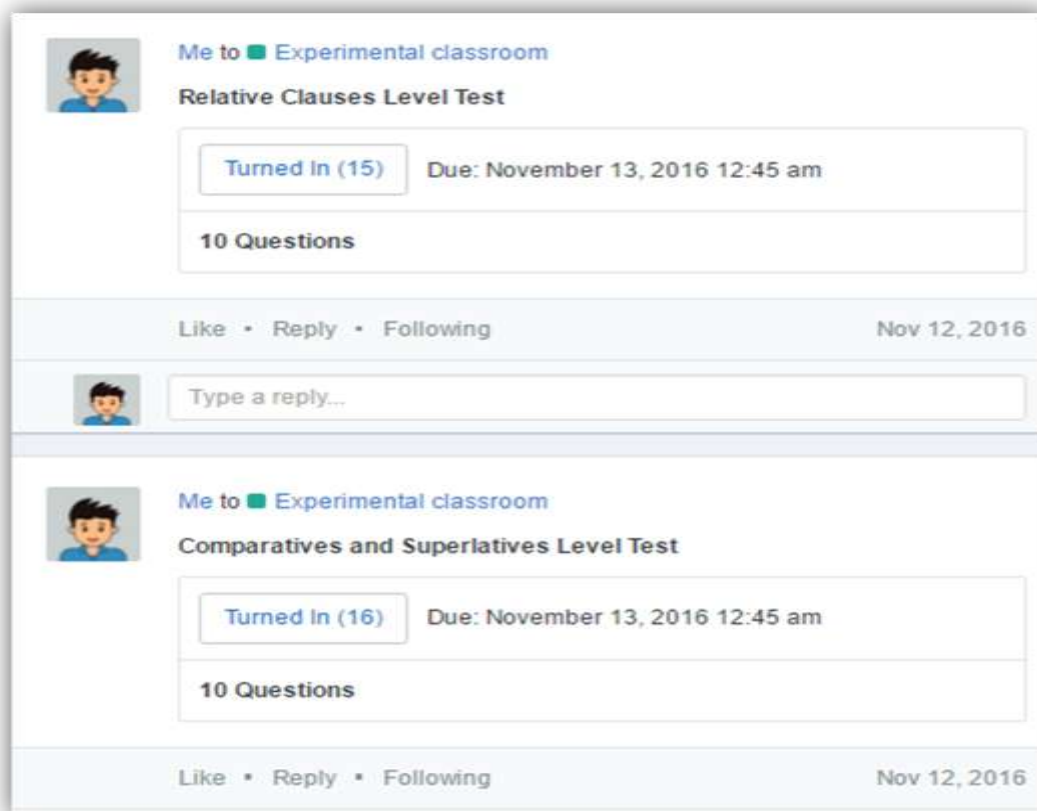 Me to Experimental classroom
Relative Clauses Level Test
Turned In (15) Due: November 13, 2016 12:45 am
10 Questions
Like • Reply • Following Nov 12, 2016
Type a reply...
Me to Experimental classroom
Comparatives and Superlatives Level Test
Turned In (16) Due: November 13, 2016 12:45 am
10 Questions
Like • Reply • Following Nov 12, 2016